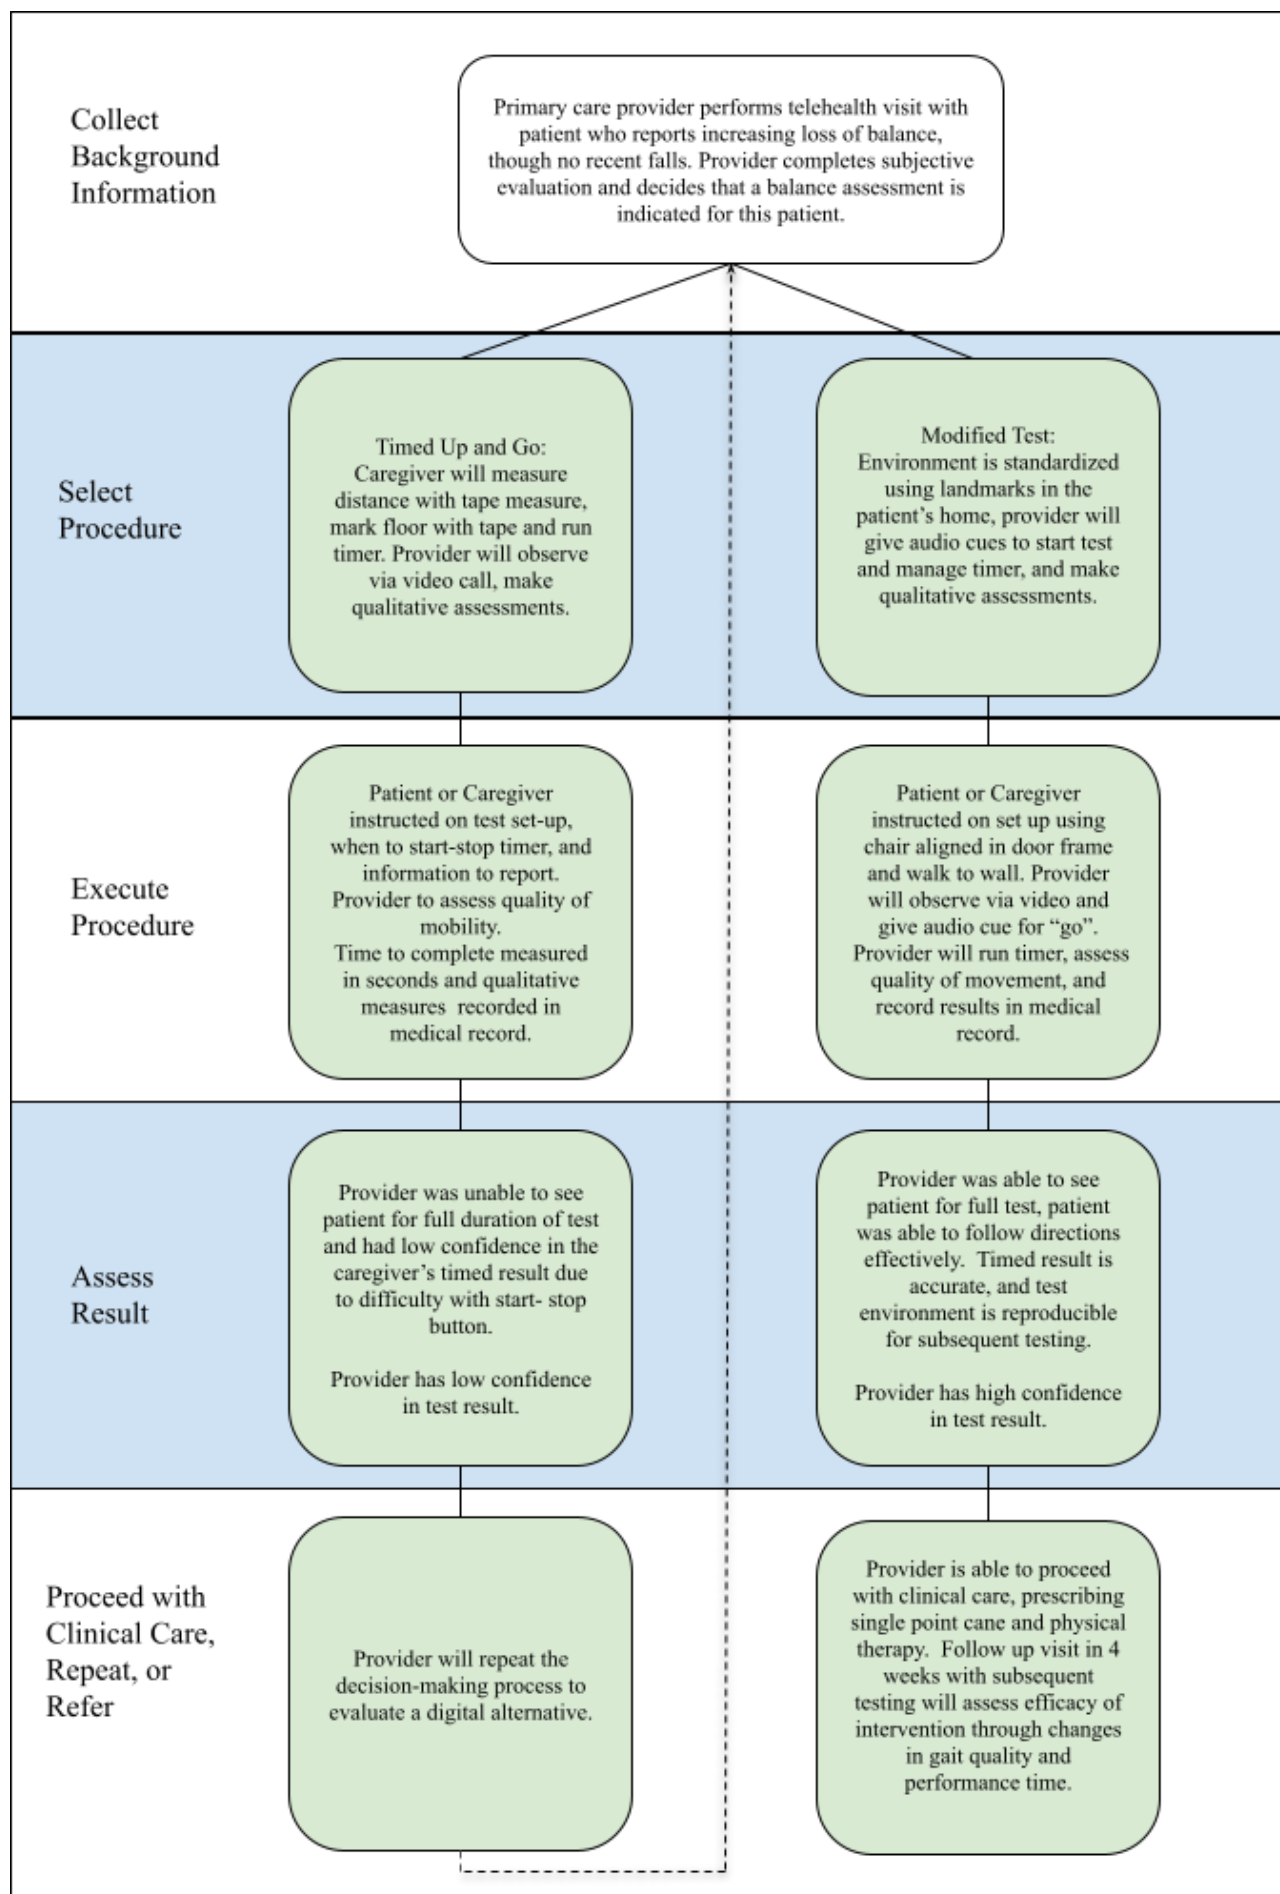 Collect
Background
Information
Primary care provider performs telehealth visit with
patient who reports increasing loss of balance,
though no recent falls. Provider completes subjective
evaluation and decides that a balance assessment is
indicated for this patient.
Select
Procedure
Timed Up and Go:
Caregiver will measure
distance with tape measure,
mark floor with tape and run
timer. Provider will observe
via video call, make
qualitative assessments.
Modified Test:
Environment is standardized
using landmarks in the
patient’s home, provider will
give audio cues to start test
and manage timer, and make
qualitative assessments.
Execute
Procedure
Patient or Caregiver
instructed on test set-up,
when to start-stop timer, and
information to report.
Provider to assess quality of
mobility.
Time to complete measured
in seconds and qualitative
measures recorded in
medical record.
Patient or Caregiver
instructed on set up using
chair aligned in door frame
and walk to wall. Provider
will observe via video and
give audio cue for “go”.
Provider will run timer, assess
quality of movement, and
record results in medical
record.
Assess
Result
Provider was unable to see
patient for full duration of test
and had low confidence in the
caregiver’s timed result due
to difficulty with start- stop
button.
Provider has low confidence
in test result.
Provider was able to see
patient for full test, patient
was able to follow directions
effectively. Timed result is
accurate, and test
environment is reproducible
for subsequent testing.
Provider has high confidence
in test result.
Proceed with
Clinical Care,
Repeat, or
Refer
Provider will repeat the
decision-making process to
evaluate a digital alternative.
Provider is able to proceed
with clinical care, prescribing
single point cane and physical
therapy. Follow up visit in 4
weeks with subsequent
testing will assess efficacy of
intervention through changes
in gait quality and
performance time.